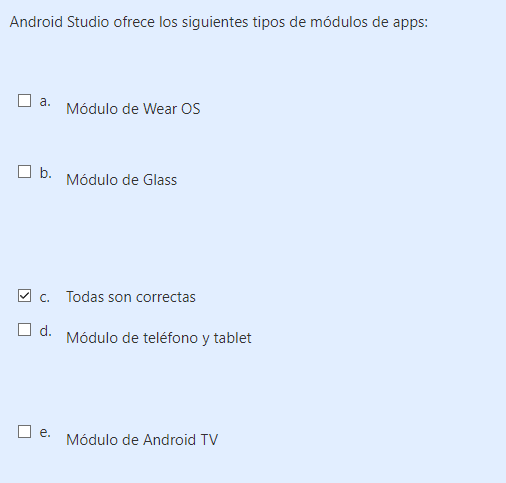 Android Studio ofrece los siguientes tipos de módulos de apps:
a. Módulo de Wear OS
b. Módulo de Glass
c. Todas son correctas
d. Módulo de teléfono y tablet
e. Módulo de Android TV